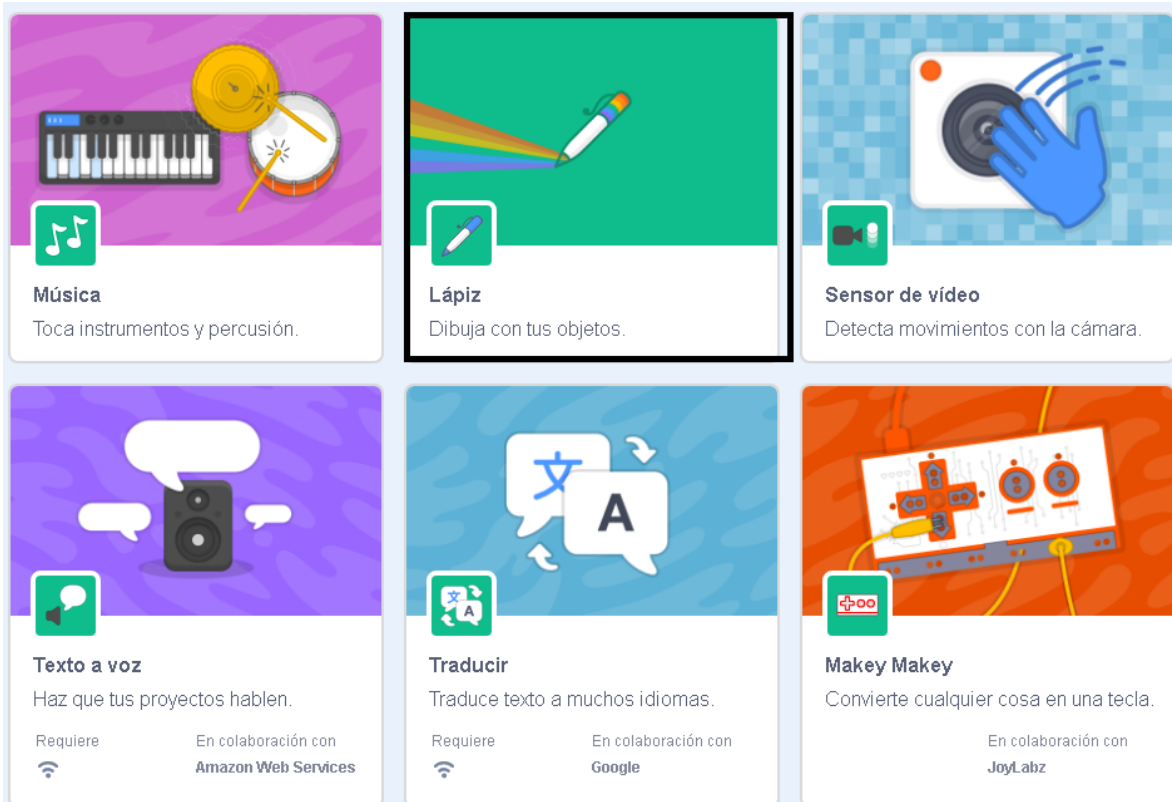 Música
Toca instrumentos y percusión.
Lápiz
Dibuja con tus objetos.
Sensor de vídeo
Detecta movimientos con la cámara.
文
A
文
A
Texto a voz
Haz que tus proyectos hablen.
Requiere
En colaboración con
Amazon Web Services
Traducir
Traduce texto a muchos idiomas.
Requiere
En colaboración con
Google
Makey Makey
Convierte cualquier cosa en una tecla.
En colaboración con
JoyLabz